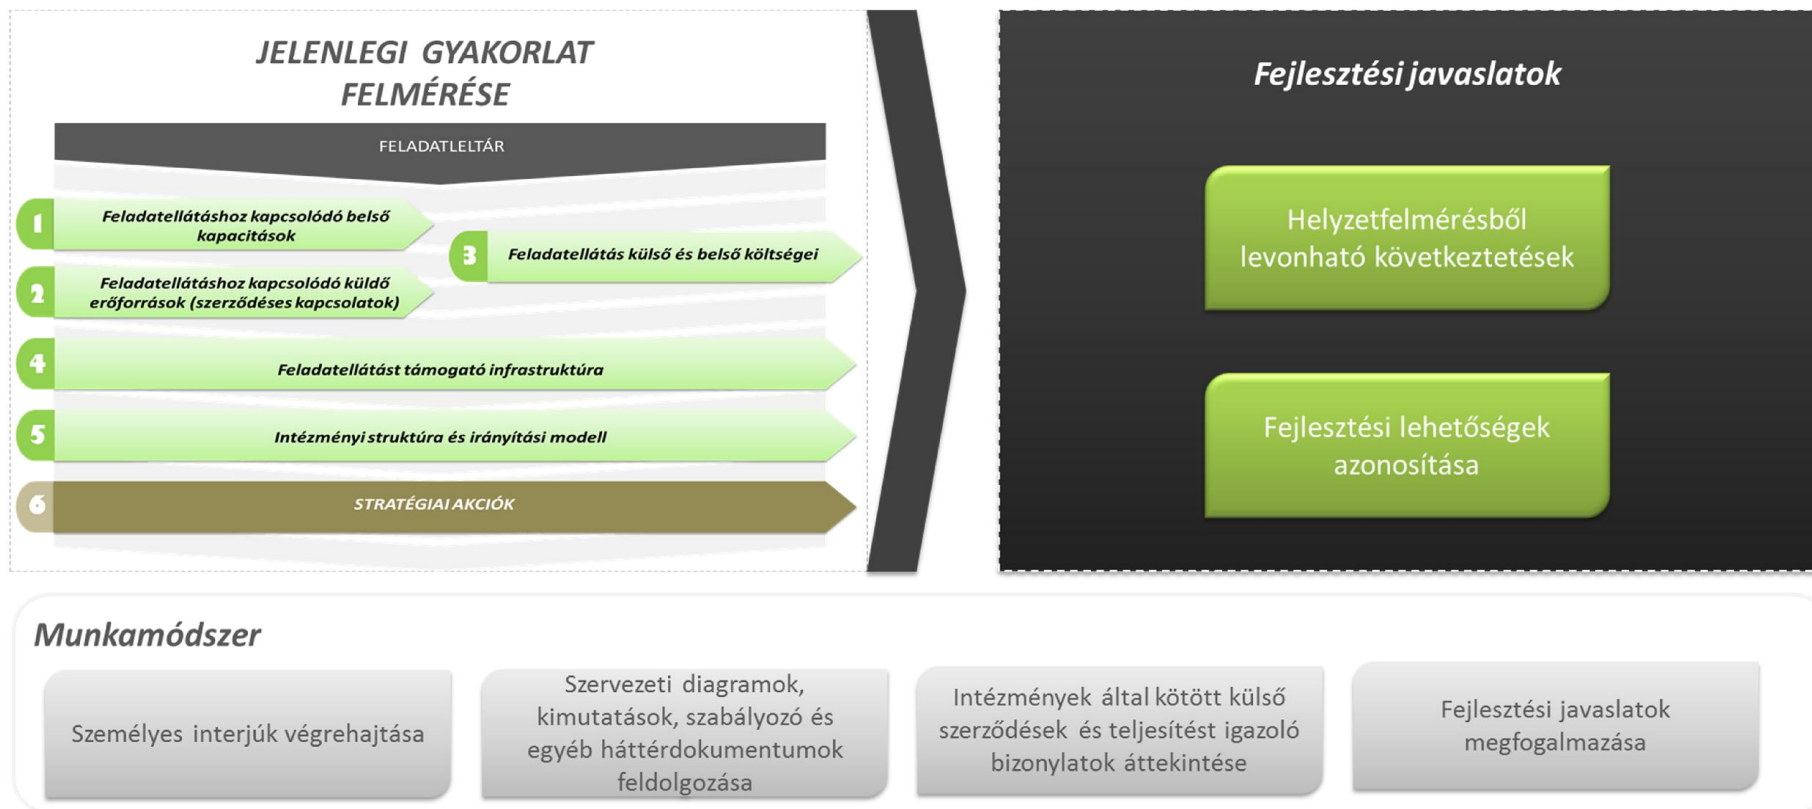 JELENLEGI GYAKORLAT
FELMÉRÉSE
FELADATLELTÁR
1
Feladatellátáshoz kapcsolódó belső
kapacitások
2
Feladatellátáshoz kapcsolódó küldő
erőforrások (szerződéses kapcsolatok)
3
Feladatellátás külső és belső költségei
4
Feladatellátást támogató infrastruktúra
5
Intézményi struktúra és irányítási modell
6
STRATÉGIAI AKCIÓK
Fejlesztési javaslatok
Helyzetfelmérésből
levonható következtetések
Fejlesztési lehetőségek
azonosítása
Munkamódszer
Személyes interjúk végrehajtása
Szervezeti diagramok,
kimutatások, szabályozó és
egyéb háttérdokumentumok
feldolgozása
Intézmények által kötött külső
szerződések és teljesítést igazoló
bizonylatok áttekintése
Fejlesztési javaslatok
megfogalmazása